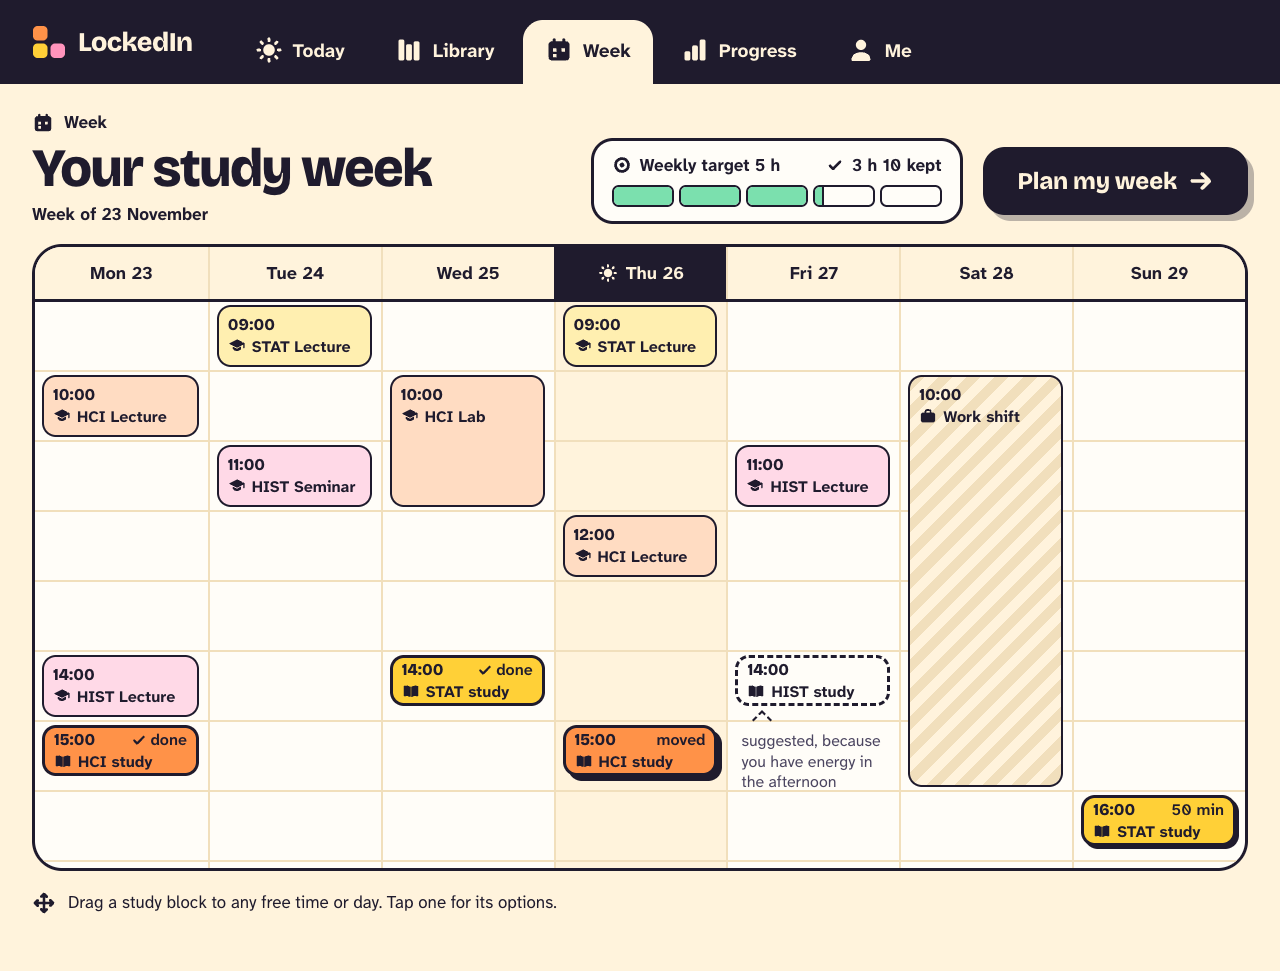 LockedIn
Today
Library
Week
Progress
Me
Week
Your study week
Week of 23 November
Weekly target 5 h
3 h 10 kept
Plan my week
Mon 23
Tue 24
Wed 25
Thu 26
Fri 27
Sat 28
Sun 29
10:00
HCI Lecture
14:00
HIST Lecture
15:00 done
HCI study
09:00
STAT Lecture
11:00
HIST Seminar
10:00
HCI Lab
14:00 done
STAT study
09:00
STAT Lecture
12:00
HCI Lecture
15:00 moved
HCI study
11:00
HIST Lecture
14:00
HIST study
suggested, because
you have energy in
the afternoon
10:00
Work shift
16:00 50 min
STAT study
Drag a study block to any free time or day. Tap one for its options.